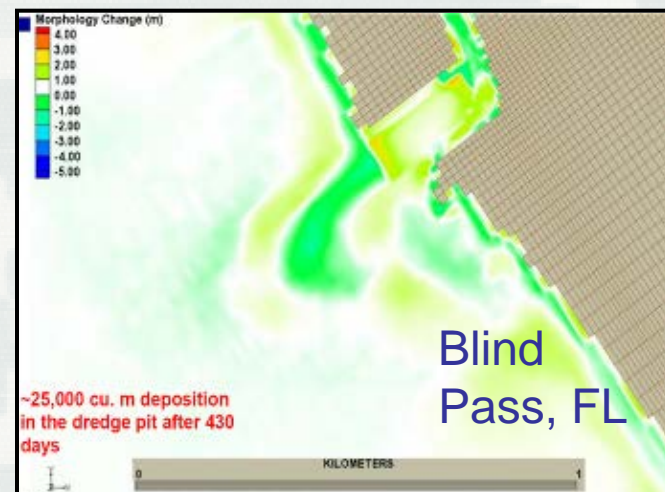 Morphology Change (m)
4.00
3.00
2.00
1.00
0.00
-1.00
-2.00
-3.00
-4.00
-5.00
Blind
Pass, FL
~25,000 cu. m deposition
in the dredge pit after 430
days
KILOMETERS
0 1